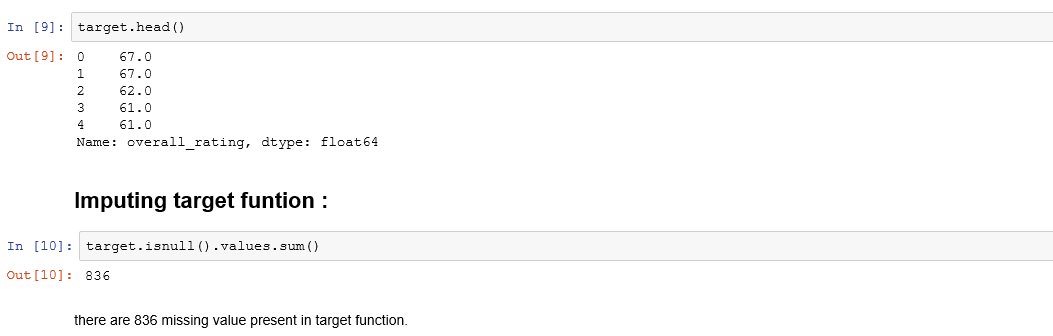 In [9]: target.head()
Out[9]: 0 67.0
1 67.0
2 62.0
3 61.0
4 61.0
Name: overall_rating, dtype: float64
Imputing target funtion :
In [10]: target.isnull().values.sum()
Out[10]: 836
there are 836 missing value present in target function.